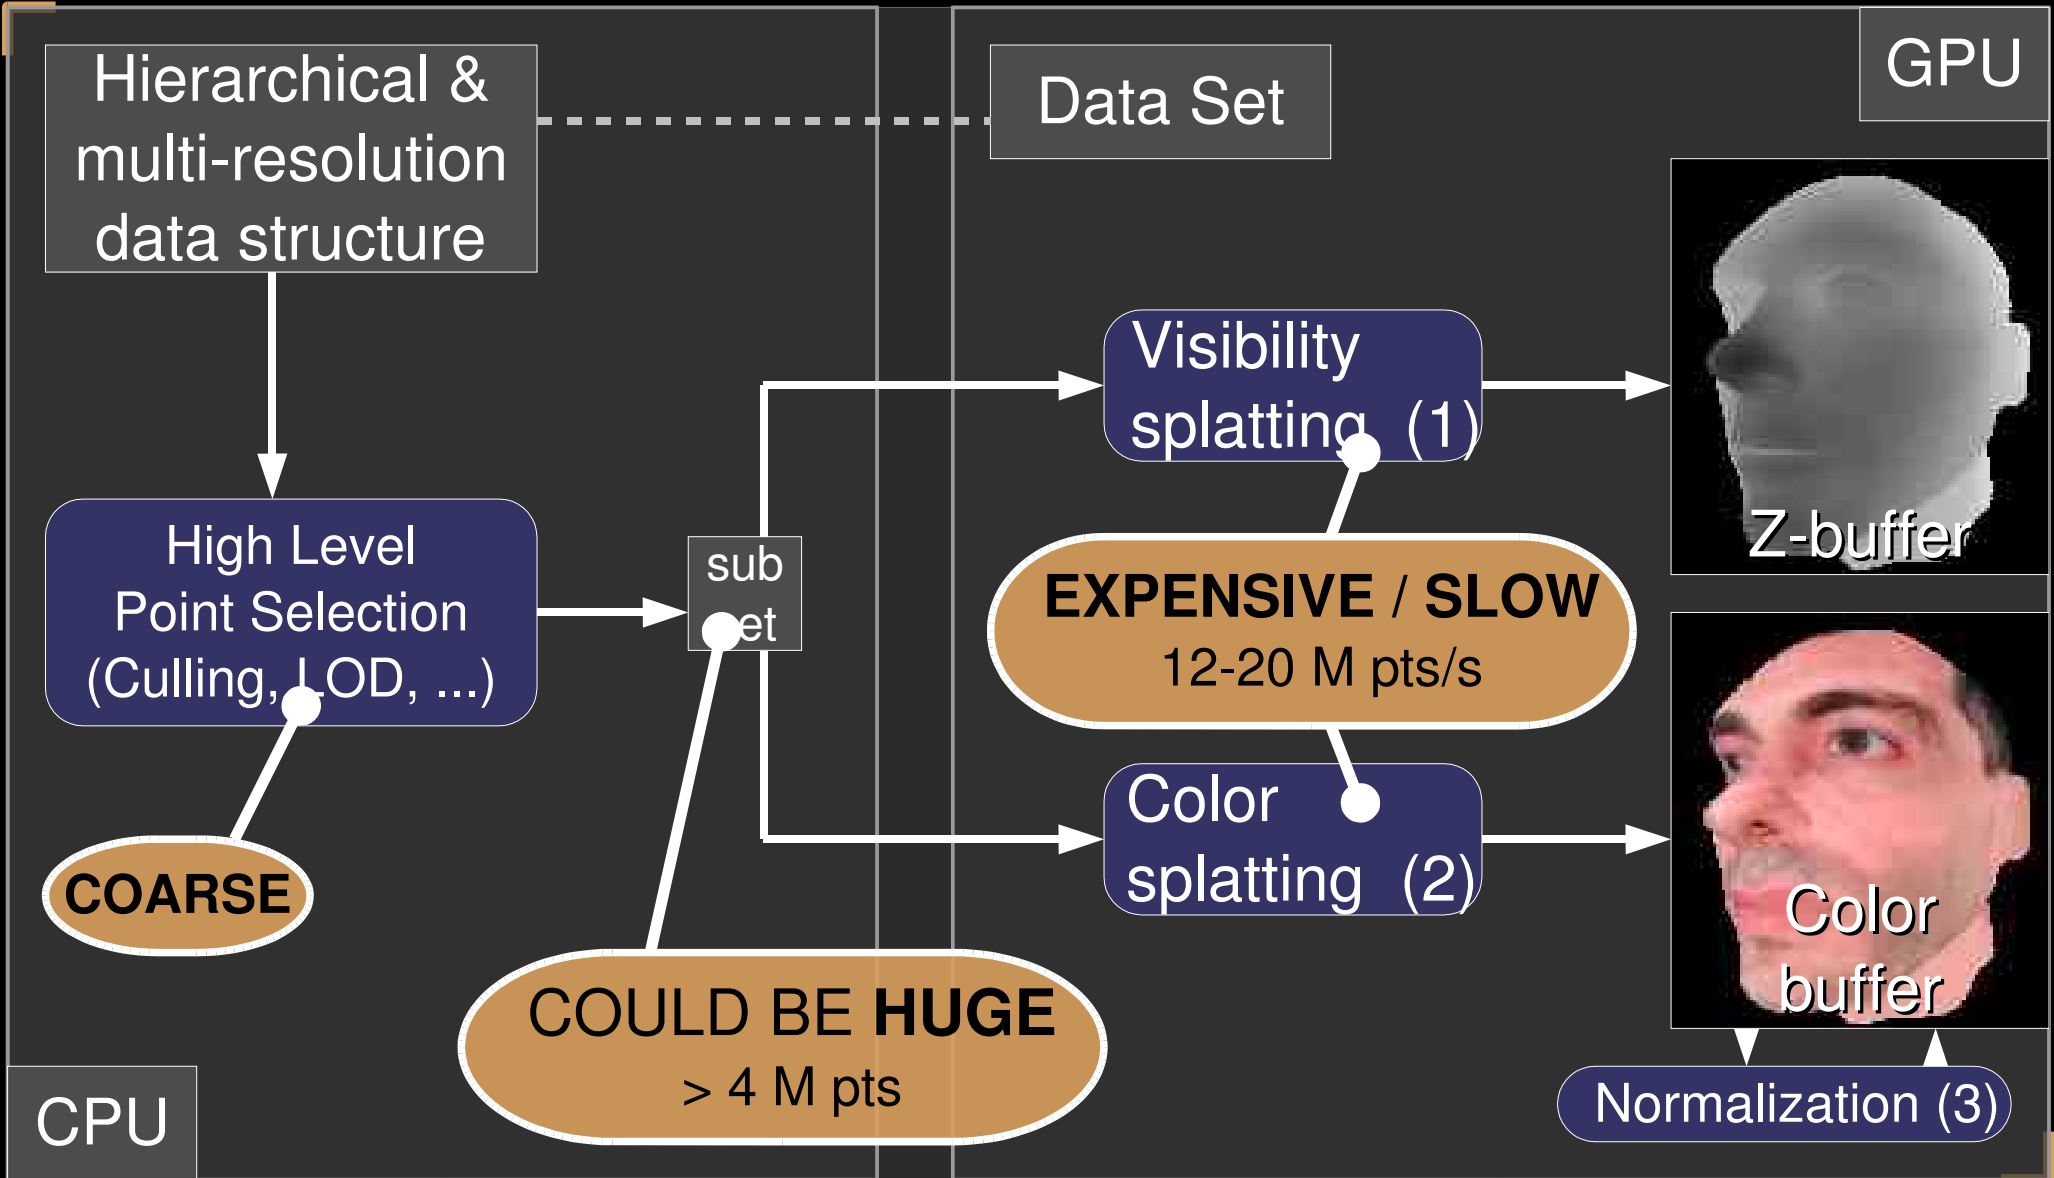 Hierarchical &
multi-resolution
data structure
Data Set
GPU
Visibility
splatting (1)
Z-buffer
High Level
Point Selection
(Culling, LOD, ...)
sub
et
EXPENSIVE / SLOW
12-20 M pts/s
Color
splatting (2)
COARSE
Color
buffer
COULD BE HUGE
> 4 M pts
Normalization (3)
CPU